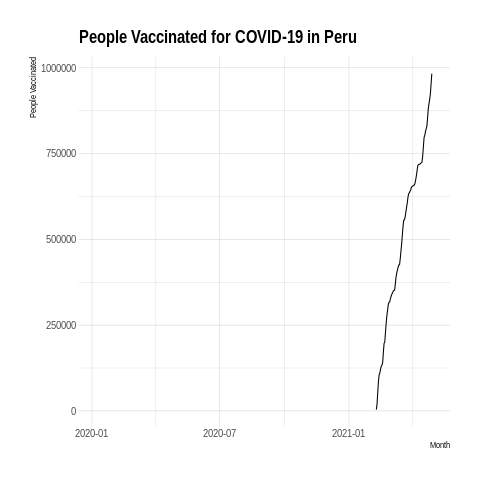 People Vaccinated for COVID-19 in Peru
People Vaccinated
1000000
750000
500000
250000
0
2020-01 2020-07 2021-01
Month